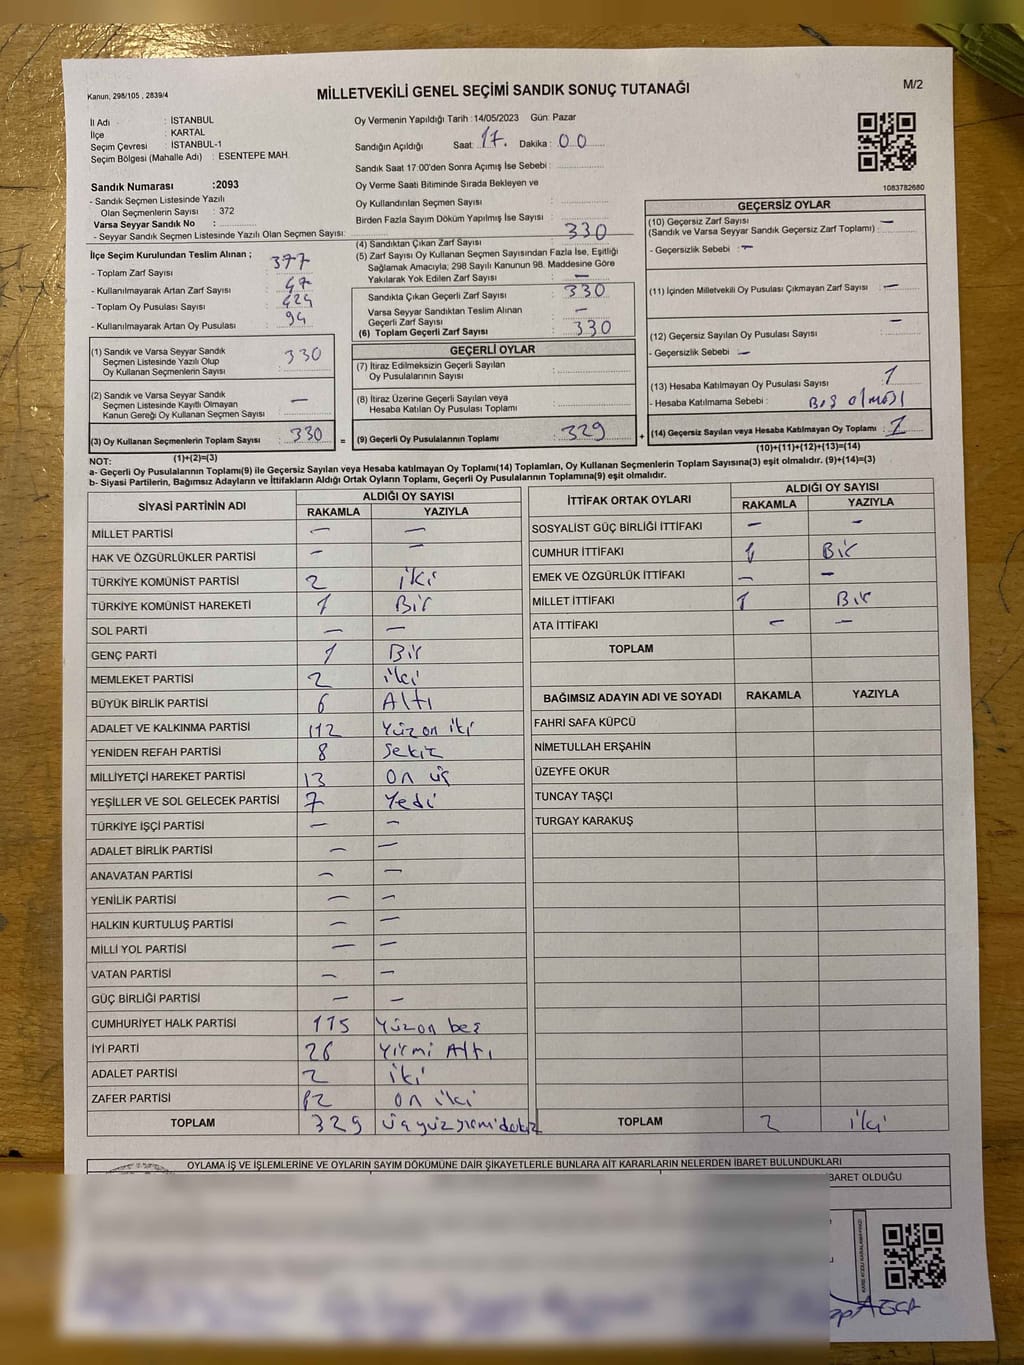 Kanun, 298/105 , 2839/4
MİLLETVEKİLİ GENEL SEÇİMİ SANDIK SONUÇ TUTANAĞI
M/2
İl Adı : İSTANBUL
İlçe : KARTAL
Seçim Çevresi : İSTANBUL-1
Seçim Bölgesi (Mahalle Adı) : ESENTEPE MAH.
Sandık Numarası :2093
- Sandık Seçmen Listesinde Yazılı
Olan Seçmenlerin Sayısı : 372
Varsa Seyyar Sandık No :
- Seyyar Sandık Seçmen Listesinde Yazılı Olan Seçmen Sayısı:
Oy Vermenin Yapıldığı Tarih :14/05/2023 Gün: Pazar
Sandığın Açıldığı Saat: 17. Dakika : 00
Sandık Saat 17:00'den Sonra Açımış İse Sebebi :
Oy Verme Saati Bitiminde Sırada Bekleyen ve
Oy Kullandırılan Seçmen Sayısı :
Birden Fazla Sayım Döküm Yapılmış İse Sayısı :
1083782680
İlçe Seçim Kurulundan Teslim Alınan ;
- Toplam Zarf Sayısı : 377
- Kullanılmayarak Artan Zarf Sayısı : 47
- Toplam Oy Pusulası Sayısı : 424
- Kullanılmayarak Artan Oy Pusulası : 94
(1) Sandık ve Varsa Seyyar Sandık
Seçmen Listesinde Yazılı Olup
Oy Kullanan Seçmenlerin Sayısı : 330
(2) Sandık ve Varsa Seyyar Sandık
Seçmen Listesinde Kayıtlı Olmayan
Kanun Gereği Oy Kullanan Seçmen Sayısı : —
(3) Oy Kullanan Seçmenlerin Toplam Sayısı : 330
(1)+(2)=(3)
(4) Sandıktan Çıkan Zarf Sayısı : 330
(5) Zarf Sayısı Oy Kullanan Seçmen Sayısından Fazla İse, Eşitliği
Sağlamak Amacıyla; 298 Sayılı Kanunun 98. Maddesine Göre
Yakılarak Yok Edilen Zarf Sayısı : —
Sandıkla Çıkan Geçerli Zarf Sayısı : 330
Varsa Seyyar Sandıktan Teslim Alınan
Geçerli Zarf Sayısı : —
(6) Toplam Geçerli Zarf Sayısı : 330
GEÇERLİ OYLAR
(7) İtiraz Edilmeksizin Geçerli Sayılan
Oy Pusulalarının Sayısı :
(8) İtiraz Üzerine Geçerli Sayılan veya
Hesaba Katılan Oy Pusulası Toplamı :
= (9) Geçerli Oy Pusulalarının Toplamı : 329 +
GEÇERSİZ OYLAR
(10) Geçersiz Zarf Sayısı
(Sandık ve Varsa Seyyar Sandık Geçersiz Zarf Toplamı) : —
- Geçersizlik Sebebi : —
(11) İçinden Milletvekili Oy Pusulası Çıkmayan Zarf Sayısı : —
(12) Geçersiz Sayılan Oy Pusulası Sayısı : —
- Geçersizlik Sebebi : —
(13) Hesaba Katılmayan Oy Pusulası Sayısı : 1
- Hesaba Katılmama Sebebi : Boş olması
(14) Geçersiz Sayılan veya Hesaba Katılmayan Oy Toplamı : 1
(10)+(11)+(12)+(13)=(14)
NOT:
a- Geçerli Oy Pusulalarının Toplamı(9) ile Geçersiz Sayılan veya Hesaba katılmayan Oy Toplamı(14) Toplamları, Oy Kullanan Seçmenlerin Toplam Sayısına(3) eşit olmalıdır. (9)+(14)=(3)
b- Siyasi Partilerin, Bağımsız Adayların ve İttifakların Aldığı Ortak Oyların Toplamı, Geçerli Oy Pusulalarının Toplamına(9) eşit olmalıdır.
SİYASİ PARTİNİN ADI ALDIĞI OY SAYISI
RAKAMLA YAZIYLA
MİLLET PARTİSİ — —
HAK VE ÖZGÜRLÜKLER PARTİSİ — —
TÜRKİYE KOMÜNİST PARTİSİ 2 iki
TÜRKİYE KOMÜNİST HAREKETİ 1 Bir
SOL PARTİ — —
GENÇ PARTİ 1 Bir
MEMLEKET PARTİSİ 2 iki
BÜYÜK BİRLİK PARTİSİ 6 Altı
ADALET VE KALKINMA PARTİSİ 112 Yüz on iki
YENİDEN REFAH PARTİSİ 8 Sekiz
MİLLİYETÇİ HAREKET PARTİSİ 13 On üç
YEŞİLLER VE SOL GELECEK PARTİSİ 7 Yedi
TÜRKİYE İŞÇİ PARTİSİ — —
ADALET BİRLİK PARTİSİ — —
ANAVATAN PARTİSİ — —
YENİLİK PARTİSİ — —
HALKIN KURTULUŞ PARTİSİ — —
MİLLİ YOL PARTİSİ — —
VATAN PARTİSİ — —
GÜÇ BİRLİĞİ PARTİSİ — —
CUMHURİYET HALK PARTİSİ 115 Yüzon beş
İYİ PARTİ 26 Yirmi Altı
ADALET PARTİSİ 2 iki
ZAFER PARTİSİ 12 on iki
TOPLAM 329
İTTİFAK ORTAK OYLARI ALDIĞI OY SAYISI
RAKAMLA YAZIYLA
SOSYALİST GÜÇ BİRLİĞİ İTTİFAKI — —
CUMHUR İTTİFAKI 1 Bir
EMEK VE ÖZGÜRLÜK İTTİFAKI — —
MİLLET İTTİFAKI 1 Bir
ATA İTTİFAKI — —
TOPLAM
BAĞIMSIZ ADAYIN ADI VE SOYADI RAKAMLA YAZIYLA
FAHRİ SAFA KÜPCÜ
NİMETULLAH ERŞAHİN
ÜZEYFE OKUR
TUNCAY TAŞÇI
TURGAY KARAKUŞ
TOPLAM 2 iki
OYLAMA İŞ VE İŞLEMLERİNE VE OYLARIN SAYIM DÖKÜMÜNE DAİR ŞİKAYETLERLE BUNLARA AİT KARARLARIN NELERDEN İBARET BULUNDUKLARI
BARET OLDUĞU